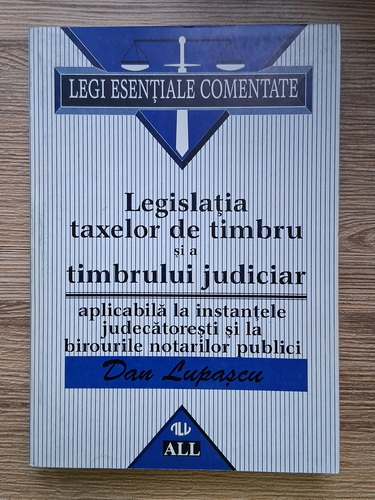 LEGI ESENȚIALE COMENTATE
Legislația
taxelor de timbru
și a
timbrului judiciar
aplicabilă la instanțele
judecătorești și la
birourile notarilor publici
Dan Lupașcu
ALL
ALL